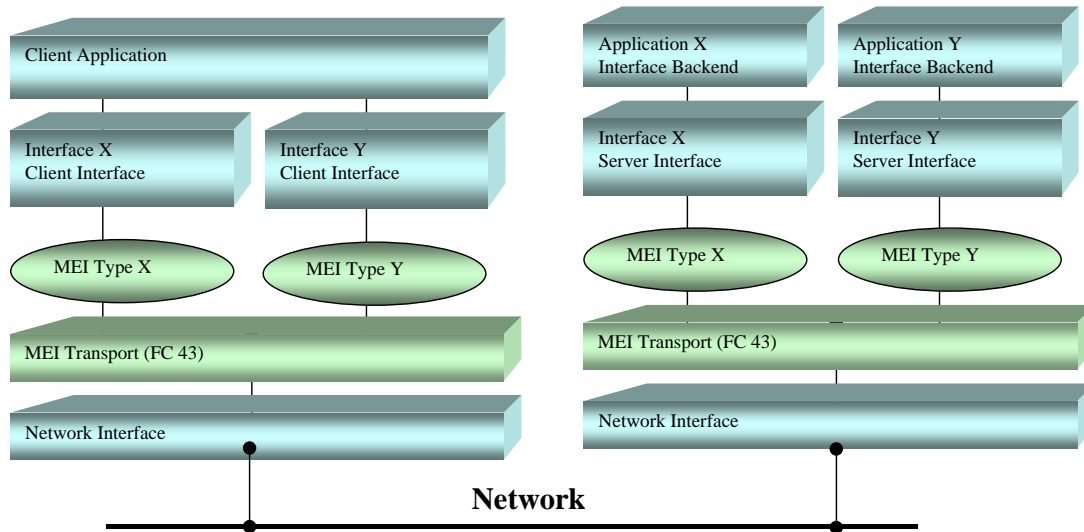 Client Application
Interface X
Client Interface
Interface Y
Client Interface
MEI Type X
MEI Type Y
MEI Transport (FC 43)
Network Interface
Application X
Interface Backend
Application Y
Interface Backend
Interface X
Server Interface
Interface Y
Server Interface
MEI Type X
MEI Type Y
MEI Transport (FC 43)
Network Interface
Network